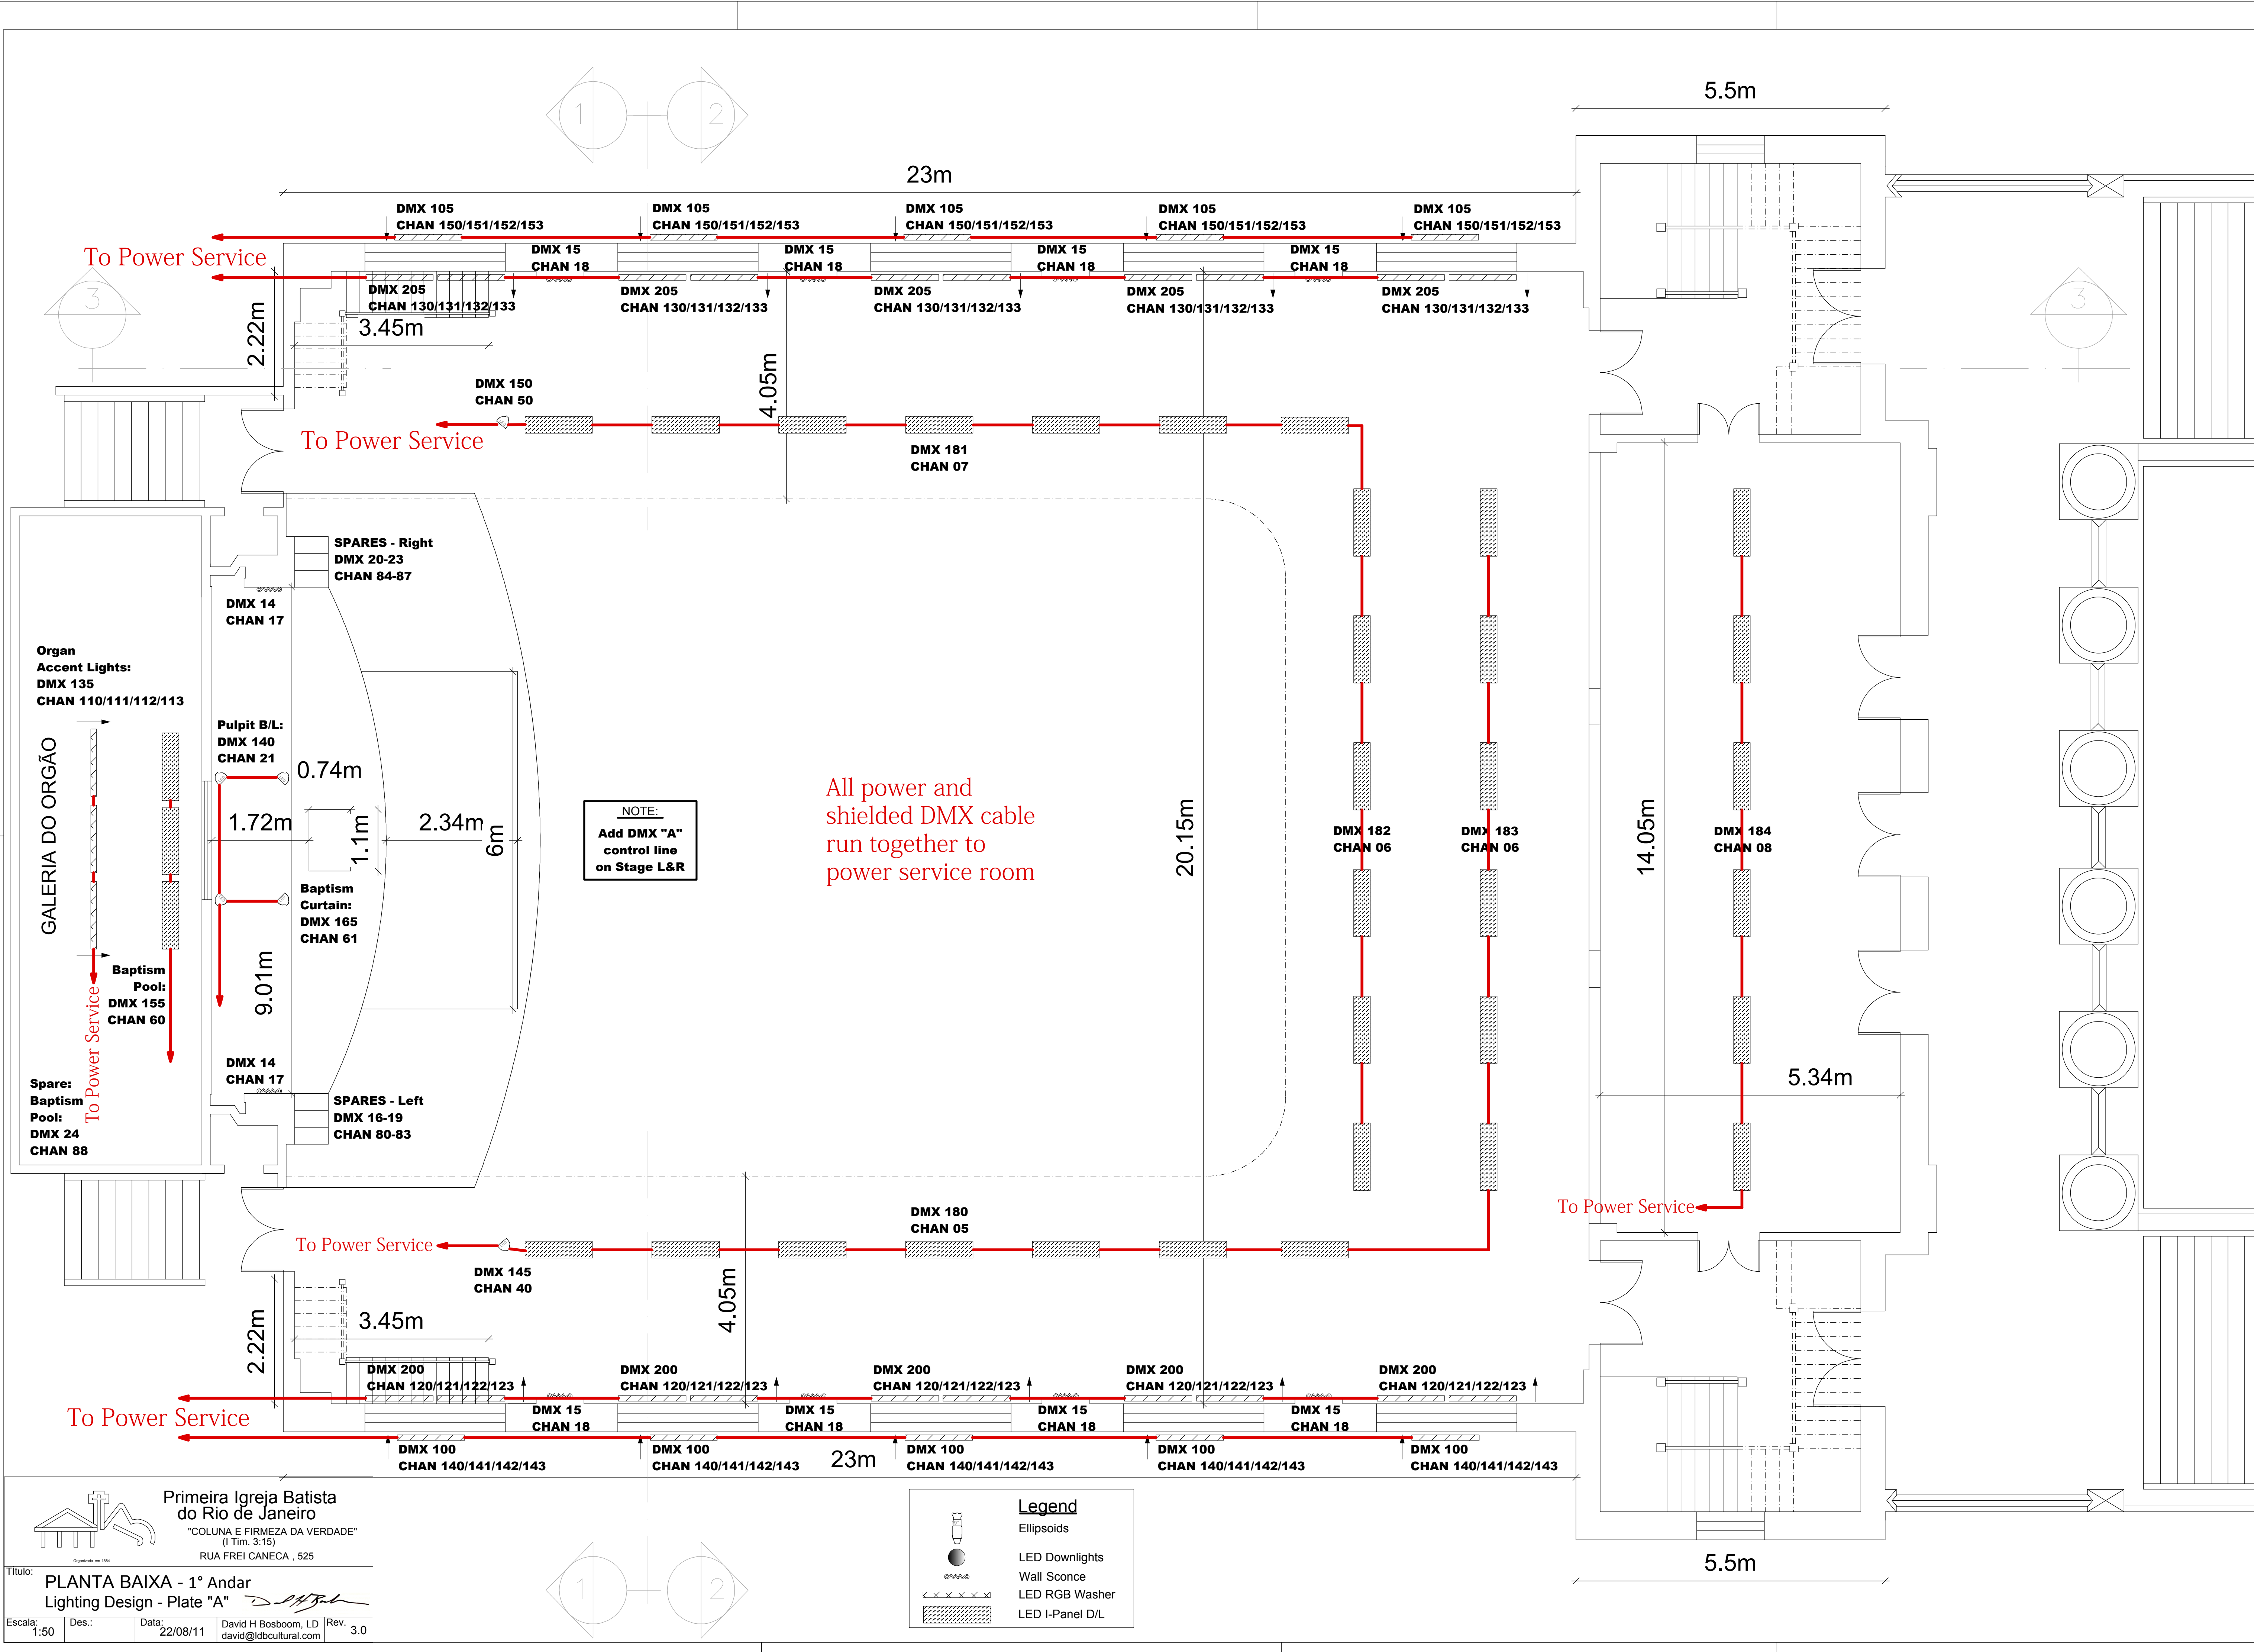 1
2
5.5m
23m
DMX 105
CHAN 150/151/152/153
DMX 105
CHAN 150/151/152/153
DMX 105
CHAN 150/151/152/153
DMX 105
CHAN 150/151/152/153
DMX 105
CHAN 150/151/152/153
To Power Service
DMX 15
CHAN 18
DMX 15
CHAN 18
DMX 15
CHAN 18
DMX 15
CHAN 18
3
3
DMX 205
CHAN 130/131/132/133
DMX 205
CHAN 130/131/132/133
DMX 205
CHAN 130/131/132/133
DMX 205
CHAN 130/131/132/133
DMX 205
CHAN 130/131/132/133
2.22m
3.45m
4.05m
DMX 150
CHAN 50
To Power Service
DMX 181
CHAN 07
SPARES - Right
DMX 20-23
CHAN 84-87
DMX 14
CHAN 17
Organ
Accent Lights:
DMX 135
CHAN 110/111/112/113
GALERIA DO ORGÃO
Pulpit B/L:
DMX 140
CHAN 21
0.74m
1.72m
1.1m
2.34m
6m
NOTE:
Add DMX "A"
control line
on Stage L&R
All power and
shielded DMX cable
run together to
power service room
20.15m
DMX 182
CHAN 06
DMX 183
CHAN 06
14.05m
DMX 184
CHAN 08
Baptism
Curtain:
DMX 165
CHAN 61
9.01m
Baptism
Pool:
DMX 155
CHAN 60
To Power Service
DMX 14
CHAN 17
Spare:
Baptism
Pool:
DMX 24
CHAN 88
SPARES - Left
DMX 16-19
CHAN 80-83
5.34m
DMX 180
CHAN 05
To Power Service
To Power Service
DMX 145
CHAN 40
4.05m
2.22m
3.45m
DMX 200
CHAN 120/121/122/123
DMX 200
CHAN 120/121/122/123
DMX 200
CHAN 120/121/122/123
DMX 200
CHAN 120/121/122/123
DMX 200
CHAN 120/121/122/123
To Power Service
DMX 15
CHAN 18
DMX 15
CHAN 18
DMX 15
CHAN 18
DMX 15
CHAN 18
DMX 100
CHAN 140/141/142/143
DMX 100
CHAN 140/141/142/143
23m
DMX 100
CHAN 140/141/142/143
DMX 100
CHAN 140/141/142/143
DMX 100
CHAN 140/141/142/143
5.5m
1
2
Legend
Ellipsoids
LED Downlights
Wall Sconce
LED RGB Washer
LED I-Panel D/L
Primeira Igreja Batista
do Rio de Janeiro
"COLUNA E FIRMEZA DA VERDADE"
(I Tim. 3:15)
RUA FREI CANECA , 525
Organizada em 1884
Título:
PLANTA BAIXA - 1° Andar
Lighting Design - Plate "A"
Escala:
1:50
Des.:
Data:
22/08/11
David H Bosboom, LD
david@ldbcultural.com
Rev.
3.0